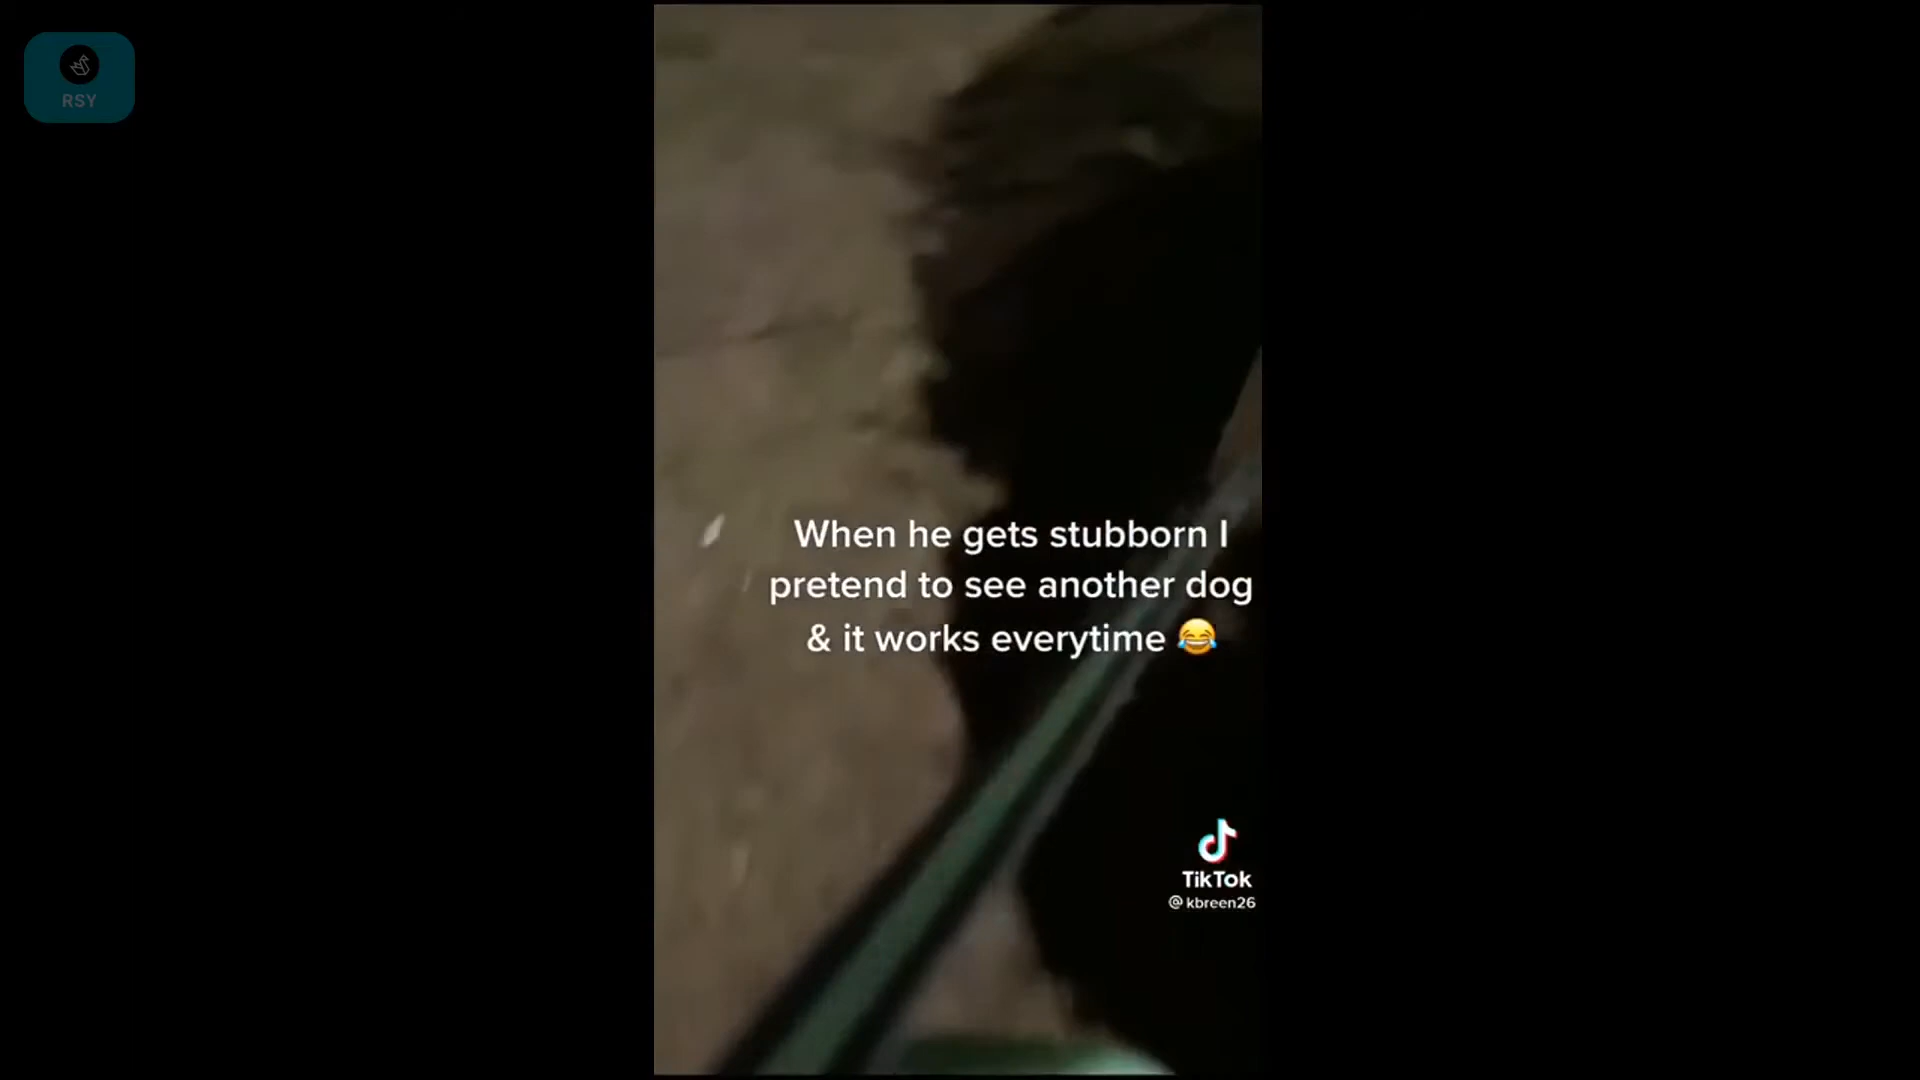 RSY
When he gets stubborn I
pretend to see another dog
& it works everytime 😂
TikTok
@kbreen26